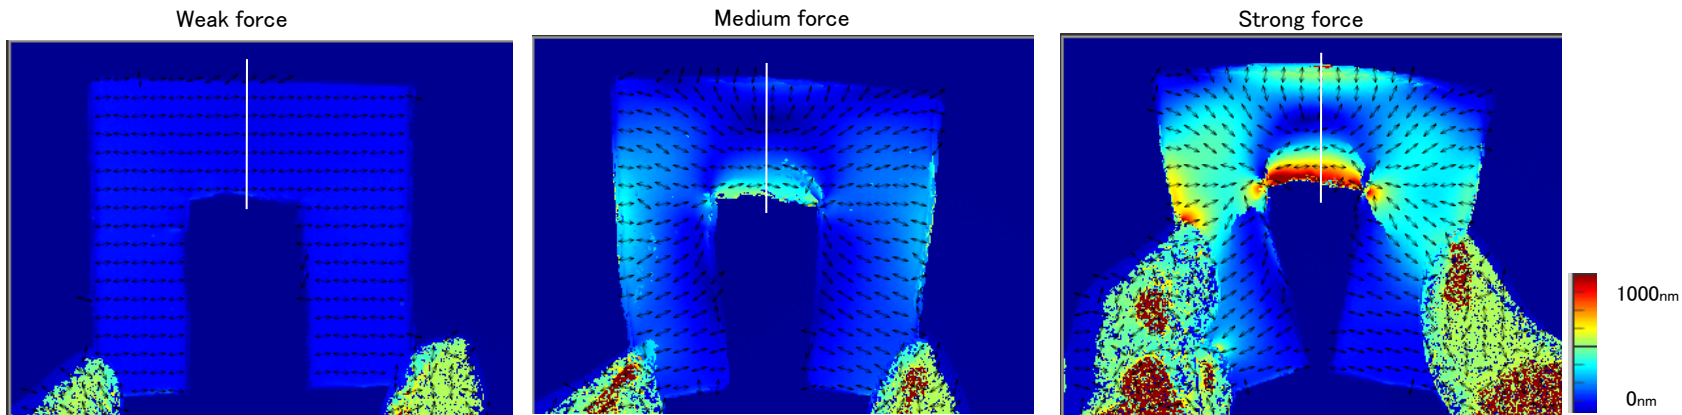 Weak force
Medium force
Strong force
1000nm
0nm